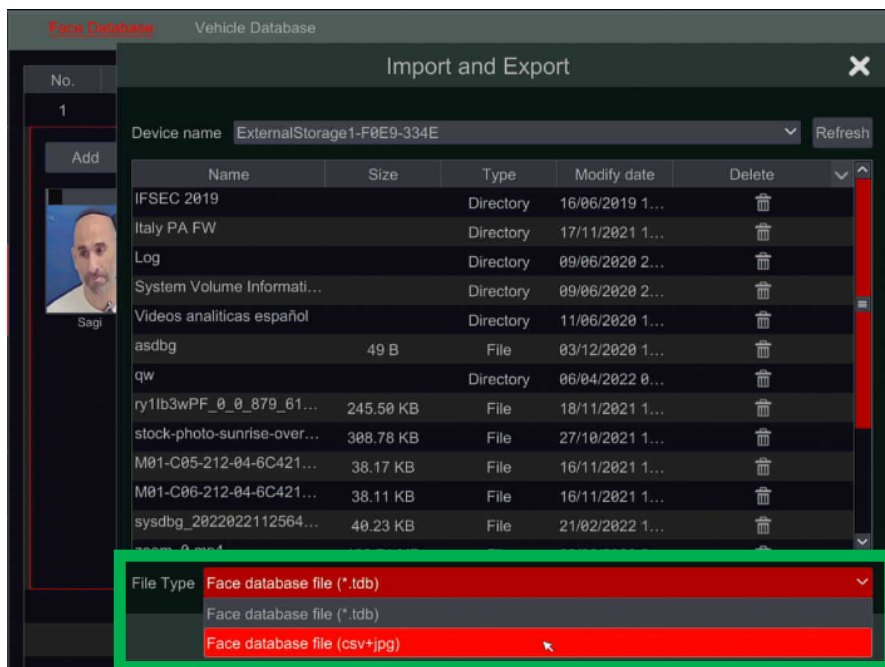 Face Database Vehicle Database
Import and Export
No.
1
Device name ExternalStorage1-F0E9-334E Refresh
Add
Name Size Type Modify date Delete
IFSEC 2019 Directory 16/06/2019 1...
Italy PA FW Directory 17/11/2021 1...
Log Directory 09/06/2020 2...
System Volume Informati... Directory 09/06/2020 2...
Videos analiticas español Directory 11/06/2020 1...
Sagi
asdbg 49 B File 03/12/2020 1...
qw Directory 06/04/2022 0...
ry1Ib3wPF_0_0_879_61... 245.50 KB File 18/11/2021 1...
stock-photo-sunrise-over... 308.78 KB File 27/10/2021 1...
M01-C05-212-04-6C421... 38.17 KB File 16/11/2021 1...
M01-C06-212-04-6C421... 38.11 KB File 16/11/2021 1...
sysdbg_2022022112564... 40.23 KB File 21/02/2022 1...
File Type Face database file (*.tdb)
Face database file (*.tdb)
Face database file (csv+jpg)